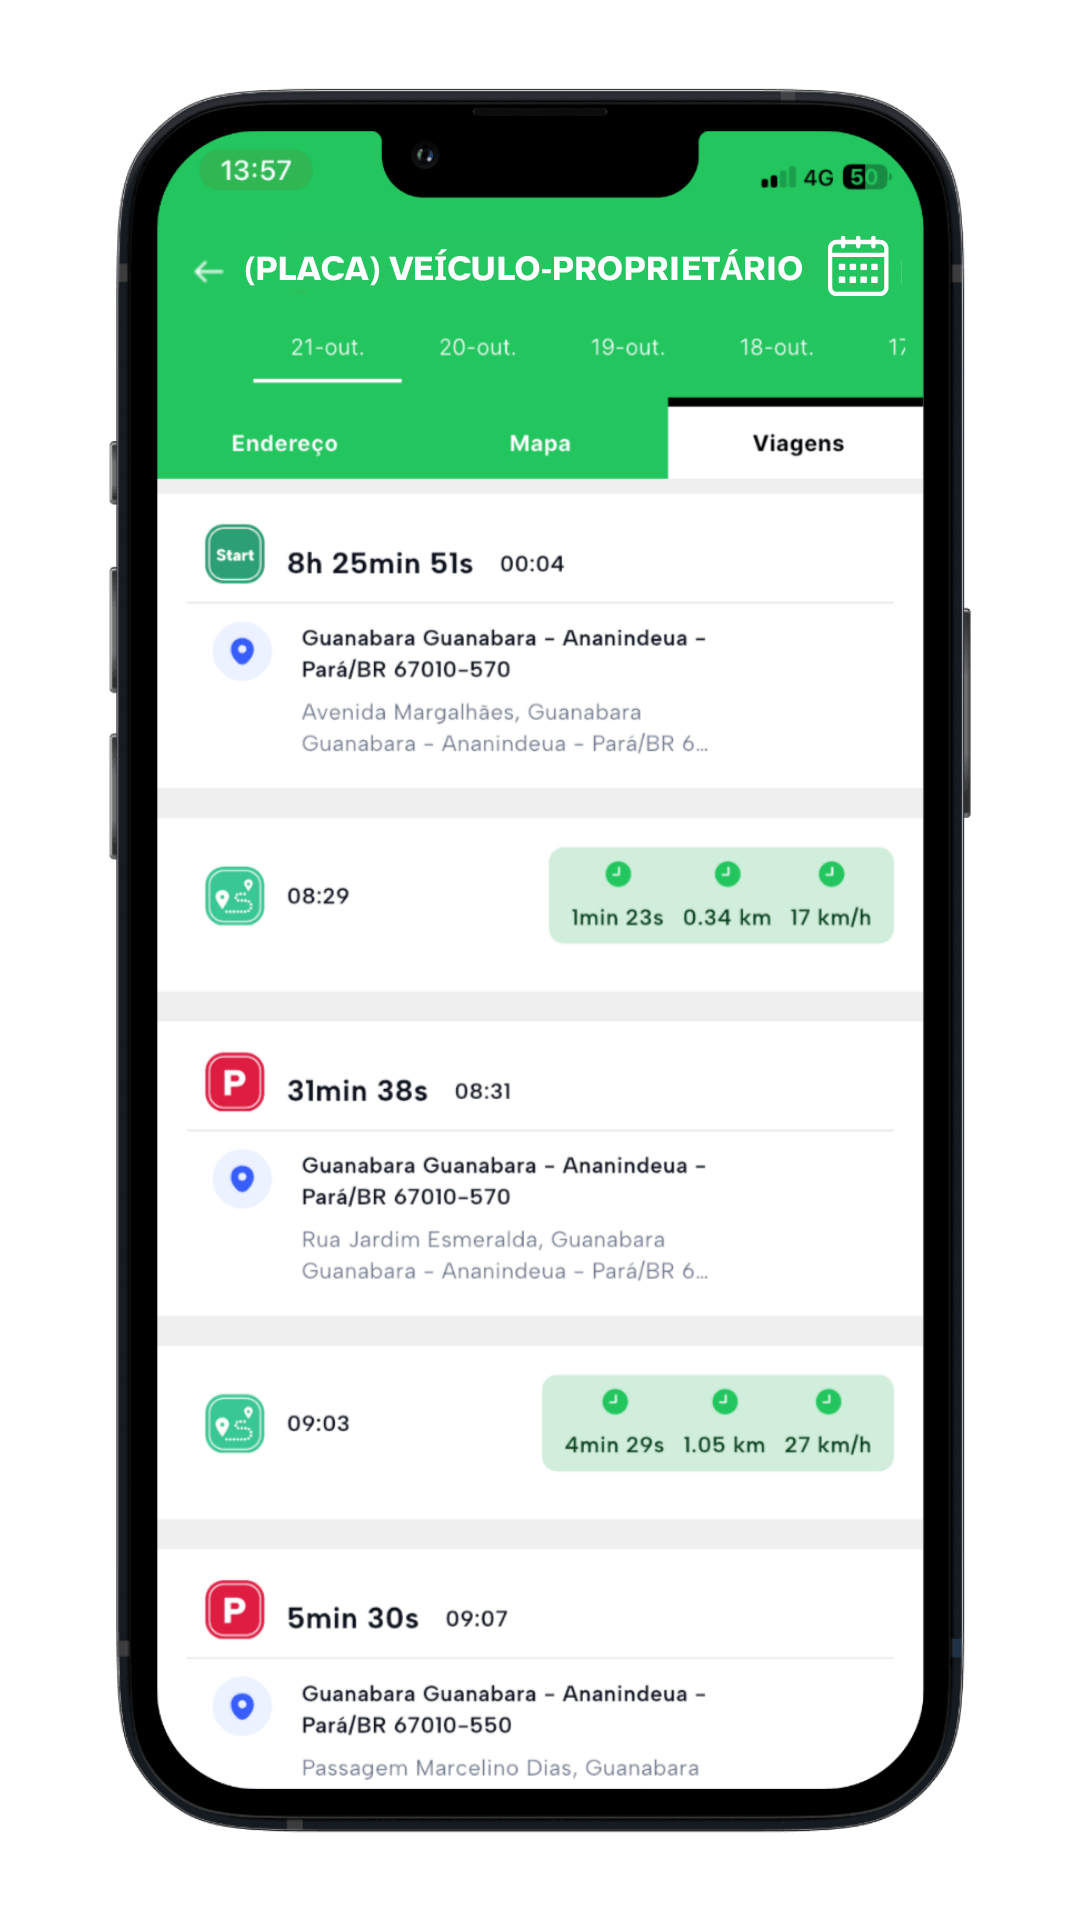 13:57
4G 50
(PLACA) VEÍCULO-PROPRIETÁRIO
21-out. 20-out. 19-out. 18-out. 17
Endereço Mapa Viagens
Start 8h 25min 51s 00:04
Guanabara Guanabara - Ananindeua -
Pará/BR 67010-570
Avenida Margalhães, Guanabara
Guanabara - Ananindeua - Pará/BR 6...
08:29
1min 23s 0.34 km 17 km/h
P 31min 38s 08:31
Guanabara Guanabara - Ananindeua -
Pará/BR 67010-570
Rua Jardim Esmeralda, Guanabara
Guanabara - Ananindeua - Pará/BR 6...
09:03
4min 29s 1.05 km 27 km/h
P 5min 30s 09:07
Guanabara Guanabara - Ananindeua -
Pará/BR 67010-550
Passagem Marcelino Dias, Guanabara